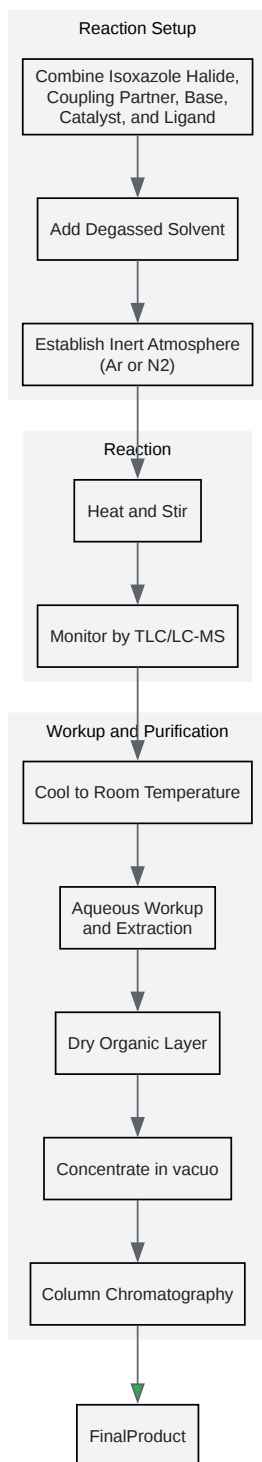 Reaction Setup
Combine Isoxazole Halide,
Coupling Partner, Base,
Catalyst, and Ligand
Add Degassed Solvent
Establish Inert Atmosphere
(Ar or N2)
Reaction
Heat and Stir
Monitor by TLC/LC-MS
Workup and Purification
Cool to Room Temperature
Aqueous Workup
and Extraction
Dry Organic Layer
Concentrate in vacuo
Column Chromatography
FinalProduct